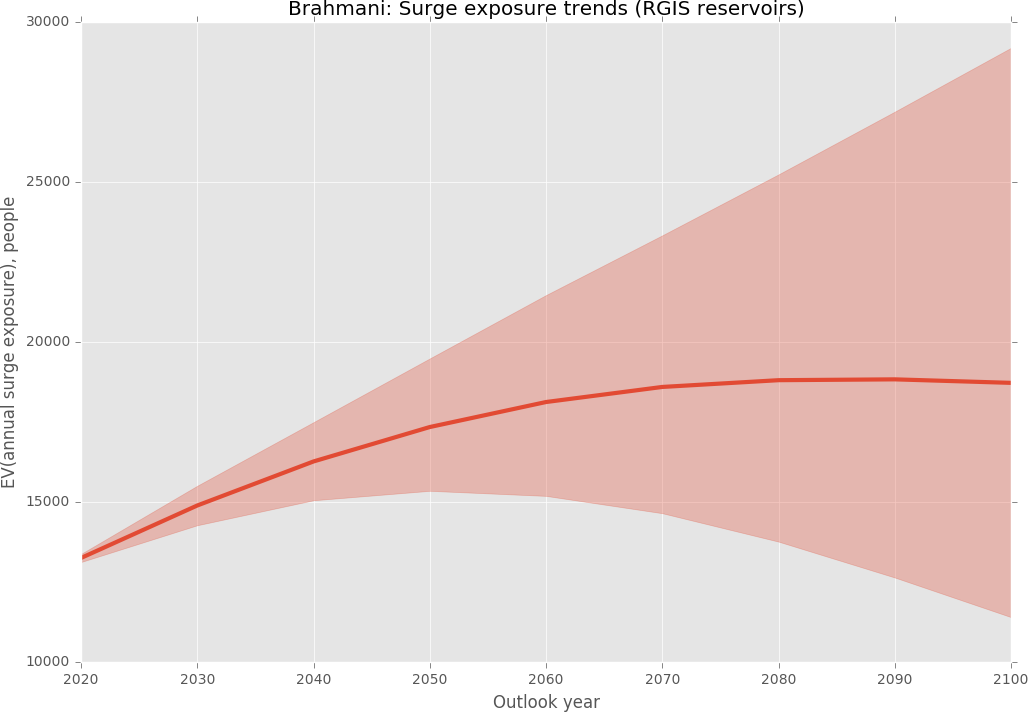 Brahmani: Surge exposure trends (RGIS reservoirs)
EV(annual surge exposure), people
30000
25000
20000
15000
10000
2020 2030 2040 2050 2060 2070 2080 2090 2100
Outlook year